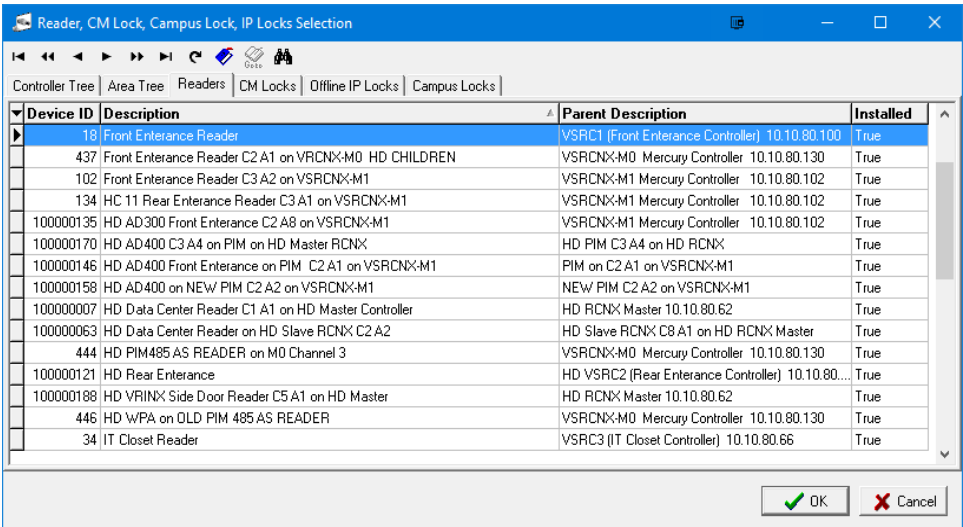 Reader, CM Lock, Campus Lock, IP Locks Selection
Goto
Controller Tree Area Tree Readers CM Locks Offline IP Locks Campus Locks
Device ID Description Parent Description Installed
18 Front Enterance Reader VSRC1 (Front Enterance Controller) 10.10.80.100 True
437 Front Enterance Reader C2 A1 on VRCNX-M0 HD CHILDREN VSRCNX-M0 Mercury Controller 10.10.80.130 True
102 Front Enterance Reader C3 A2 on VSRCNX-M1 VSRCNX-M1 Mercury Controller 10.10.80.102 True
134 HC 11 Rear Enterance Reader C3 A1 on VSRCNX-M1 VSRCNX-M1 Mercury Controller 10.10.80.102 True
100000135 HD AD300 Front Enterance C2 A8 on VSRCNX-M1 VSRCNX-M1 Mercury Controller 10.10.80.102 True
100000170 HD AD400 C3 A4 on PIM on HD Master RCNX HD PIM C3 A4 on HD RCNX True
100000146 HD AD400 Front Enterance on PIM C2 A1 on VSRCNX-M1 PIM on C2 A1 on VSRCNX-M1 True
100000158 HD AD400 on NEW PIM C2 A2 on VSRCNX-M1 NEW PIM C2 A2 on VSRCNX-M1 True
100000007 HD Data Center Reader C1 A1 on HD Master Controller HD RCNX Master 10.10.80.62 True
100000063 HD Data Center Reader on HD Slave RCNX C2 A2 HD Slave RCNX C8 A1 on HD RCNX Master True
444 HD PIM485 AS READER on M0 Channel 3 VSRCNX-M0 Mercury Controller 10.10.80.130 True
100000121 HD Rear Enterance HD VSRC2 (Rear Enterance Controller) 10.10.80.... True
100000188 HD VRINX Side Door Reader C5 A1 on HD Master HD RCNX Master 10.10.80.62 True
446 HD WPA on OLD PIM 485 AS READER VSRCNX-M0 Mercury Controller 10.10.80.130 True
34 IT Closet Reader VSRC3 (IT Closet Controller) 10.10.80.66 True
OK Cancel